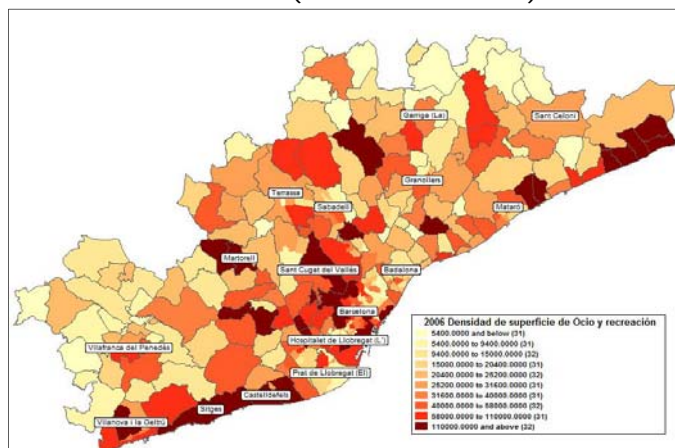 Garriga (La)
Sant Celoni
Granollers
Terrassa
Sabadell
Mataró
Martorell
Sant Cugat del Vallés
Badalona
Barcelona
Vilafranca del Penedès
Hospitalet de Llobregat (L')
Prat de Llobregat (El)
Castelldefels
Sitges
Vilanova i la Geltrú
2006 Densidad de superficie de Ocio y recreación
5400.0000 and below (31)
5400.0000 to 9400.0000 (31)
9400.0000 to 15000.0000 (32)
15000.0000 to 20400.0000 (31)
20400.0000 to 26200.0000 (32)
26200.0000 to 31600.0000 (31)
31600.0000 to 40000.0000 (31)
40000.0000 to 58000.0000 (32)
58000.0000 to 110000.0000 (31)
110000.0000 and above (32)